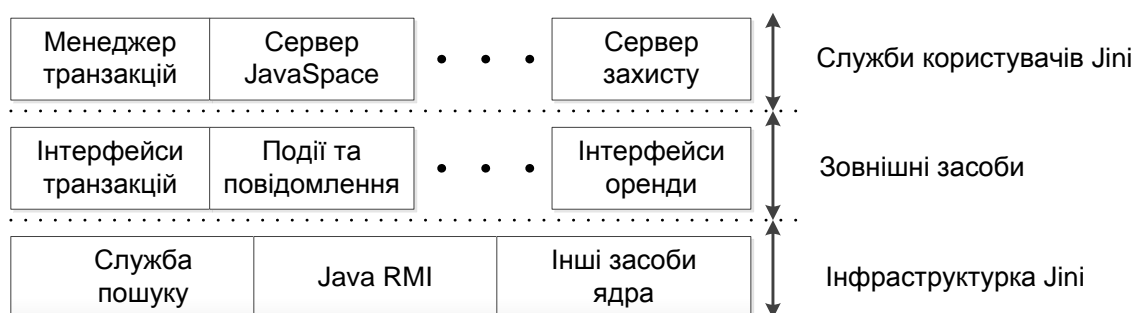 Менеджер
транзакцій
Сервер
JavaSpace
• • •
Сервер
захисту
Служби користувачів Jini
Інтерфейси
транзакцій
Події та
повідомлення
• • •
Інтерфейси
оренди
Зовнішні засоби
Служба
пошуку
Java RMI
Інші засоби
ядра
Інфраструктурка Jini